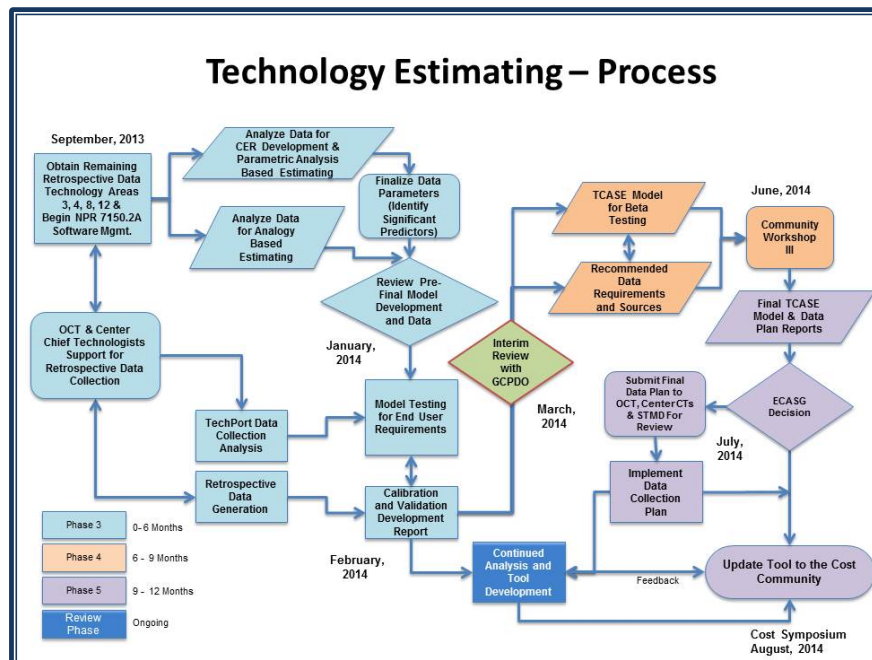 Technology Estimating – Process
September, 2013
Obtain Remaining
Retrospective Data
Technology Areas
3, 4, 8, 12 &
Begin NPR 7150.2A
Software Mgmt.
Analyze Data for
CER Development &
Parametric Analysis
Based Estimating
Analyze Data
for Analogy
Based
Estimating
Finalize Data
Parameters
(Identify
Significant
Predictors)
Review Pre-
Final Model
Development
and Data
January,
2014
OCT & Center
Chief Technologists
Support for
Retrospective Data
Collection
TechPort Data
Collection
Analysis
Retrospective
Data
Generation
Model Testing
for End User
Requirements
Calibration
and Validation
Development
Report
February,
2014
Interim
Review
with
GCPDO
March,
2014
TCASE Model
for Beta
Testing
Recommended
Data
Requirements
and Sources
June, 2014
Community
Workshop
III
Final TCASE
Model & Data
Plan Reports
ECASG
Decision
July,
2014
Submit Final
Data Plan to
OCT, Center CTs
& STMD For
Review
Implement
Data
Collection
Plan
Continued
Analysis and
Tool
Development
Feedback
Update Tool to the Cost
Community
Cost Symposium
August, 2014
Phase 3
0-6 Months
Phase 4
6 - 9 Months
Phase 5
9 - 12 Months
Review
Phase
Ongoing